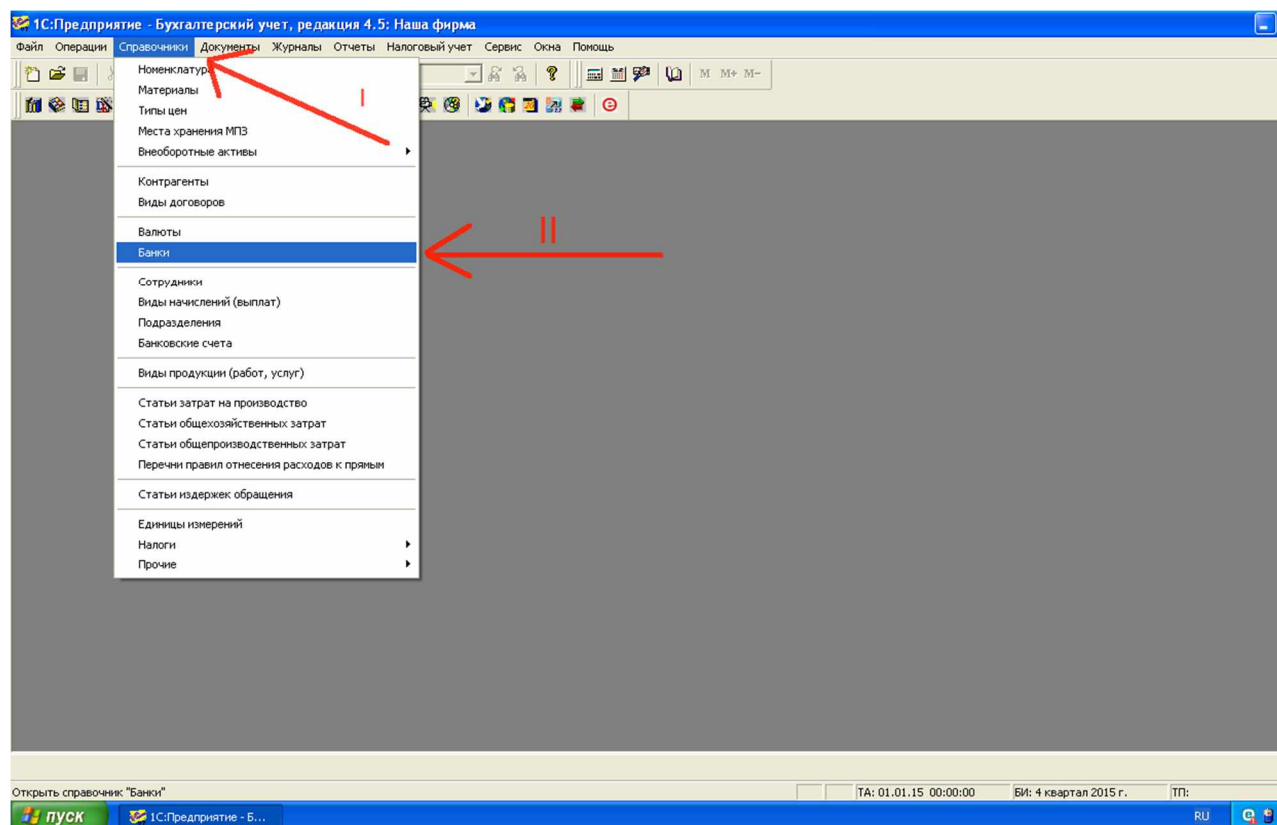 1С:Предприятие - Бухгалтерский учет, редакция 4.5: Наша фирма
Файл Операции Справочники Документы Журналы Отчеты Налоговый учет Сервис Окна Помощь
M M+ M-
Номенклатура
Материалы
I
Типы цен
Места хранения МПЗ
Внеоборотные активы
Контрагенты
Виды договоров
Валюты
II
Банки
Сотрудники
Виды начислений (выплат)
Подразделения
Банковские счета
Виды продукции (работ, услуг)
Статьи затрат на производство
Статьи общехозяйственных затрат
Статьи общепроизводственных затрат
Перечни правил отнесения расходов к прямым
Статьи издержек обращения
Единицы измерений
Налоги
Прочие
Открыть справочник "Банки" ТА: 01.01.15 00:00:00 БИ: 4 квартал 2015 г. ТП:
пуск 1С:Предприятие - Б... RU